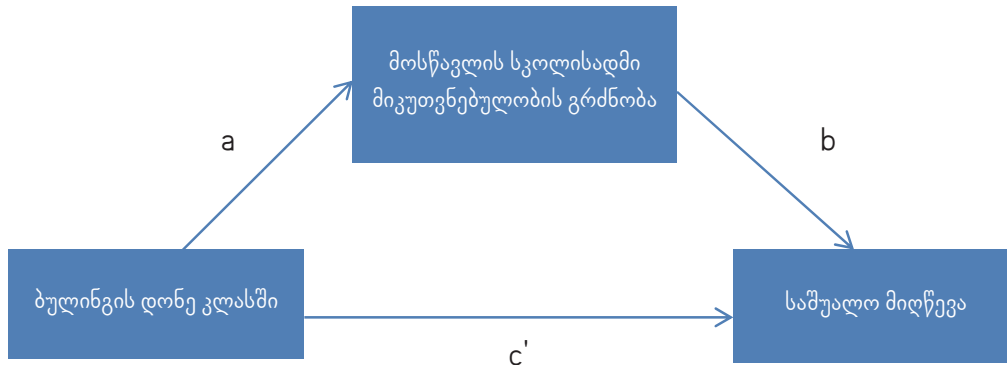 მოსწავლის სკოლისადმი
მიკუთვნებულობის გრძნობა
a
b
ბულინგის დონე კლასში
საშუალო მიღწევა
c'